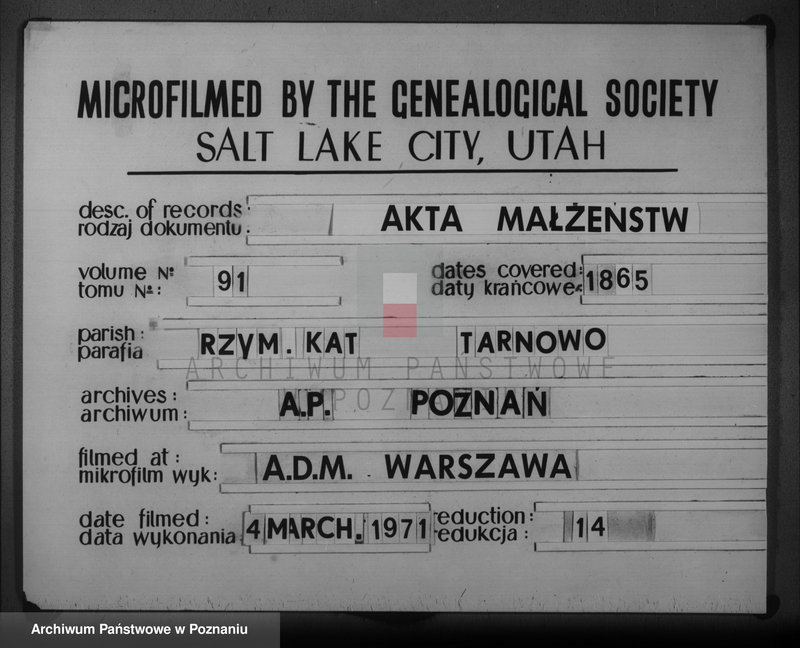 MICROFILMED BY THE GENEALOGICAL SOCIETY
SALT LAKE CITY, UTAH
desc. of records: AKTA MAŁŻEŃSTW
rodzaj dokumentu:
volume Nº 91 dates covered: 1865
tomu Nº: daty krańcowe:
parish: RZYM. KAT TARNOWO
parafia
ARCHIWUM PAŃSTWOWE
archives: A.P. POZNAŃ
archiwum:
filmed at: A.D.M. WARSZAWA
mikrofilm wyk:
date filmed: 4 MARCH. 1971 reduction: 14
data wykonania redukcja:
Archiwum Państwowe w Poznaniu